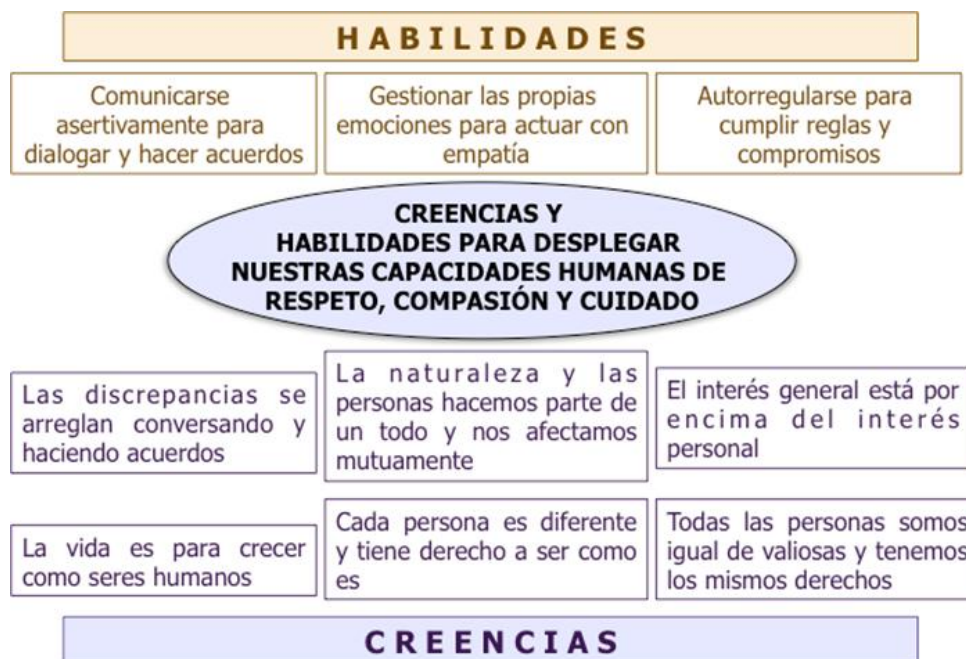 HABILIDADES
Comunicarse
asertivamente para
dialogar y hacer acuerdos
Gestionar las propias
emociones para actuar con
empatía
Autorregularse para
cumplir reglas y
compromisos
CREENCIAS Y
HABILIDADES PARA DESPLEGAR
NUESTRAS CAPACIDADES HUMANAS DE
RESPETO, COMPASIÓN Y CUIDADO
Las discrepancias se
arreglan conversando y
haciendo acuerdos
La naturaleza y las
personas hacemos parte de
un todo y nos afectamos
mutuamente
El interés general está por
encima del interés
personal
La vida es para crecer
como seres humanos
Cada persona es diferente
y tiene derecho a ser como
es
Todas las personas somos
igual de valiosas y tenemos
los mismos derechos
CREENCIAS